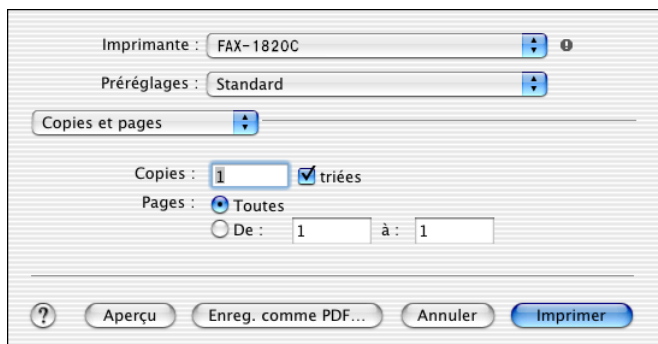 Imprimante : FAX-1820C
Préréglages : Standard
Copies et pages
Copies : 1 triées
Pages : Toutes
De : 1 à : 1
? Aperçu Enreg. comme PDF... Annuler Imprimer